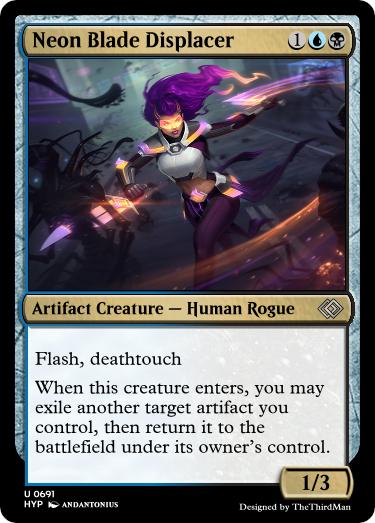 Neon Blade Displacer 1
Artifact Creature — Human Rogue
Flash, deathtouch
When this creature enters, you may
exile another target artifact you
control, then return it to the
battlefield under its owner's control.
1/3
U 0691
HYP ANDANTONIUS
Designed by TheThirdMan